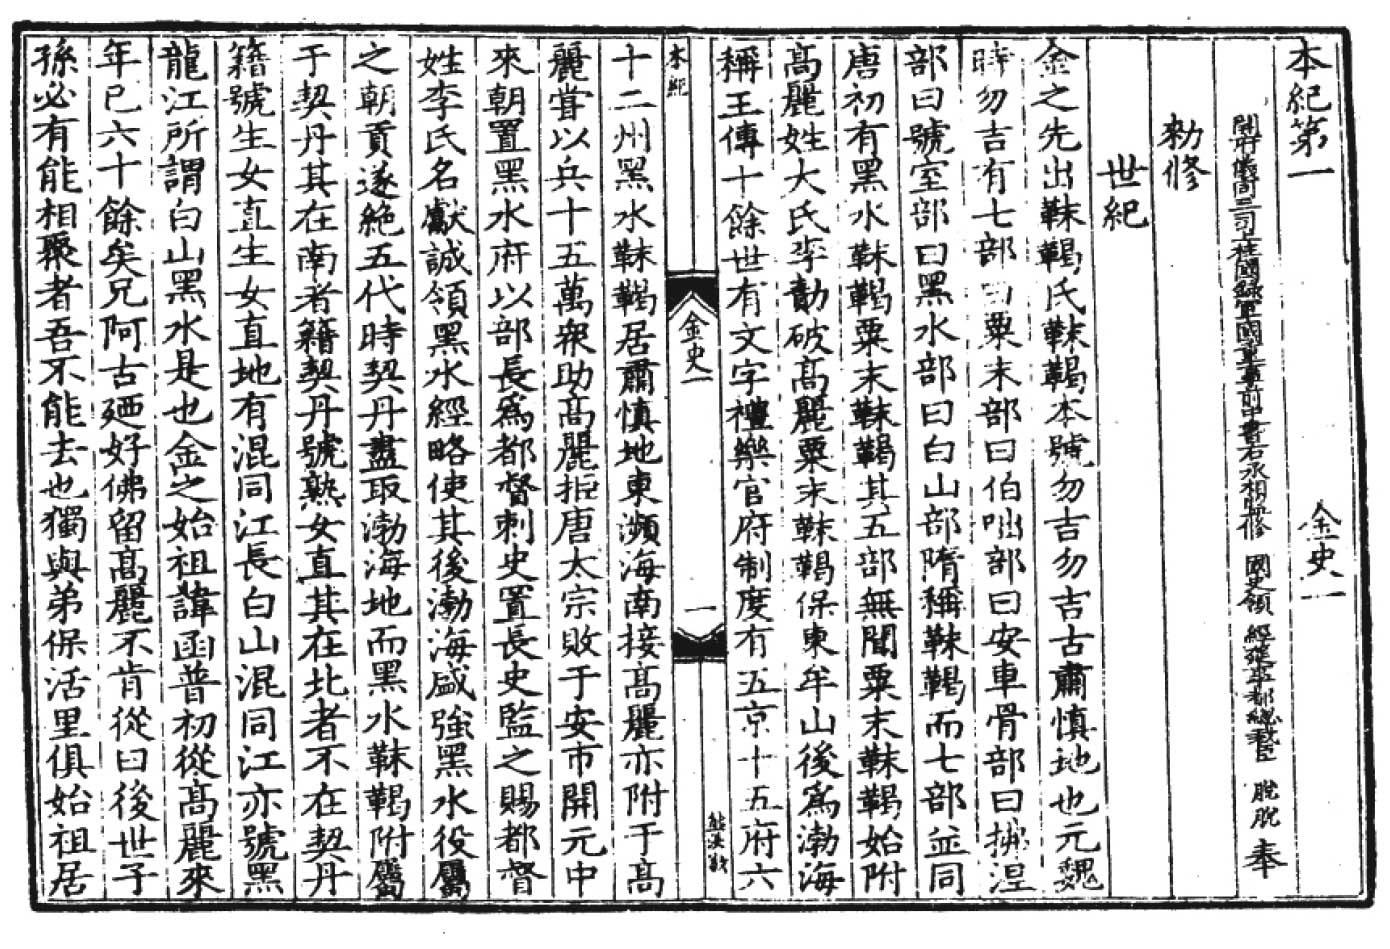 本紀第一 金史一
開府儀同三司上柱國錄軍國重事前中書右丞相監修 國史領 經筵事都總裁臣 脫脫 奉
勑修
世紀
金之先出靺鞨氏靺鞨本號勿吉勿吉古肅慎地也元魏
時勿吉有七部曰粟末部曰伯咄部曰安車骨部曰拂涅
部曰號室部曰黑水部曰白山部隋稱靺鞨而七部並同
唐初有黑水靺鞨粟末靺鞨其五部無聞粟末靺鞨始附
高麗姓大氏李勣破高麗粟末靺鞨保東牟山後爲渤海
稱王傳十餘世有文字禮樂官府制度有五京十五府六
本紀
金史一
一
十二州黑水靺鞨居肅慎地東瀕海南接高麗亦附于高
麗嘗以兵十五萬衆助高麗拒唐太宗敗于安市開元中
來朝置黑水府以部長爲都督刺史置長史監之賜都督
姓李氏名獻誠領黑水經略使其後渤海盛強黑水役屬
之朝貢遂絕五代時契丹盡取渤海地而黑水靺鞨附屬
于契丹其在南者籍契丹號熟女直其在北者不在契丹
籍號生女直生女直地有混同江長白山混同江亦號黑
龍江所謂白山黑水是也金之始祖諱函普初從高麗來
年已六十餘矣兄阿古廼好佛留高麗不肯從曰後世子
孫必有能相聚者吾不能去也獨與弟保活里俱始祖居